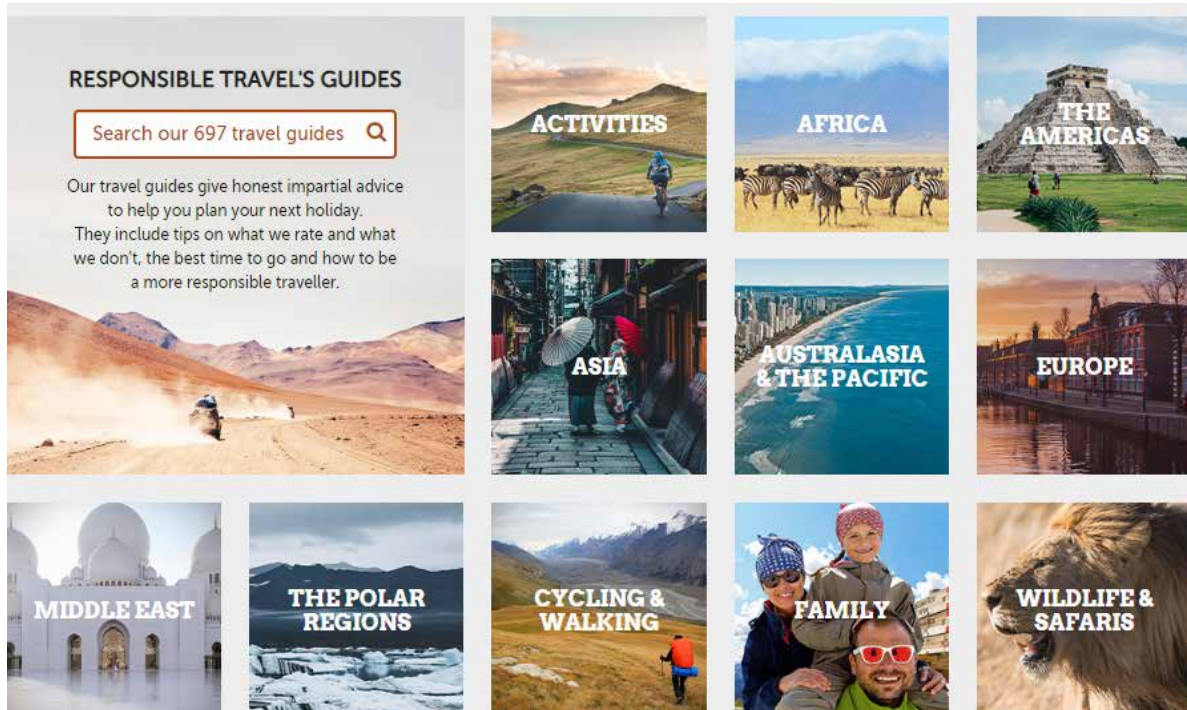 RESPONSIBLE TRAVEL'S GUIDES
Search our 697 travel guides
Our travel guides give honest impartial advice
to help you plan your next holiday.
They include tips on what we rate and what
we don't, the best time to go and how to be
a more responsible traveller.
ACTIVITIES
AFRICA
THE
AMERICAS
ASIA
AUSTRALASIA
& THE PACIFIC
EUROPE
MIDDLE EAST
THE POLAR
REGIONS
CYCLING &
WALKING
FAMILY
WILDLIFE &
SAFARIS